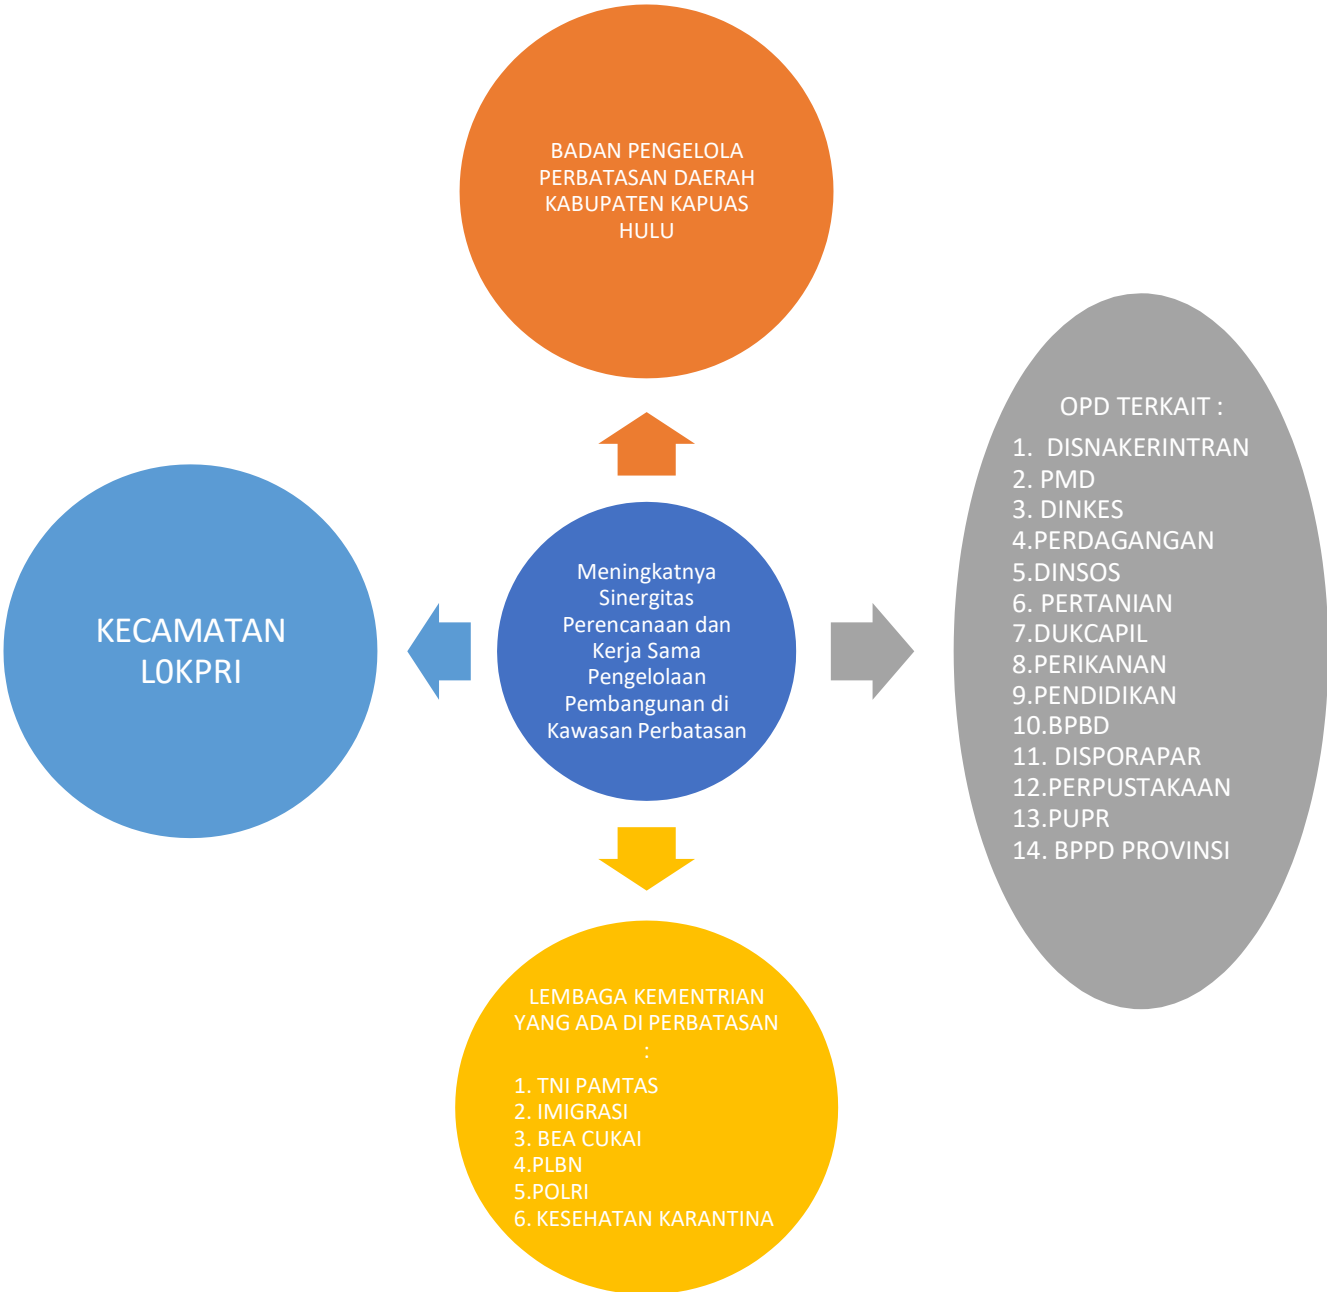 BADAN PENGELOLA
PERBATASAN DAERAH
KABUPATEN KAPUAS
HULU
OPD TERKAIT :
1. DISNAKERINTRAN
2. PMD
3. DINKES
4.PERDAGANGAN
5.DINSOS
6. PERTANIAN
7.DUKCAPIL
8.PERIKANAN
9.PENDIDIKAN
10.BPBD
11. DISPORAPAR
12.PERPUSTAKAAN
13.PUPR
14. BPPD PROVINSI
Meningkatnya
Sinergitas
Perencanaan dan
Kerja Sama
Pengelolaan
Pembangunan di
Kawasan Perbatasan
KECAMATAN
L0KPRI
LEMBAGA KEMENTRIAN
YANG ADA DI PERBATASAN
:
1. TNI PAMTAS
2. IMIGRASI
3. BEA CUKAI
4.PLBN
5.POLRI
6. KESEHATAN KARANTINA